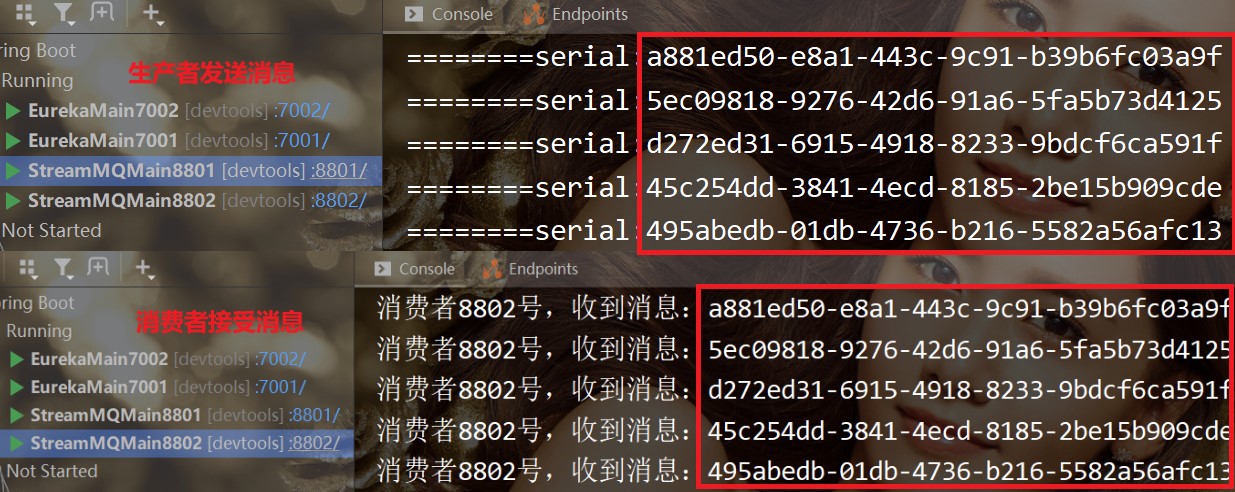 Console Endpoints
ring Boot
Running
生产者发送消息
EurekaMain7002 [devtools] :7002/
EurekaMain7001 [devtools] :7001/
StreamMQMain8801 [devtools] :8801/
StreamMQMain8802 [devtools] :8802/
Not Started
========serial:a881ed50-e8a1-443c-9c91-b39b6fc03a9f
========serial:5ec09818-9276-42d6-91a6-5fa5b73d4125
========serial:d272ed31-6915-4918-8233-9bdcf6ca591f
========serial:45c254dd-3841-4ecd-8185-2be15b909cde
========serial:495abedb-01db-4736-b216-5582a56afc13
Console Endpoints
ring Boot
Running
消费者接受消息
EurekaMain7002 [devtools] :7002/
EurekaMain7001 [devtools] :7001/
StreamMQMain8801 [devtools] :8801/
StreamMQMain8802 [devtools] :8802/
Not Started
消费者8802号，收到消息：a881ed50-e8a1-443c-9c91-b39b6fc03a9f
消费者8802号，收到消息：5ec09818-9276-42d6-91a6-5fa5b73d4125
消费者8802号，收到消息：d272ed31-6915-4918-8233-9bdcf6ca591f
消费者8802号，收到消息：45c254dd-3841-4ecd-8185-2be15b909cde
消费者8802号，收到消息：495abedb-01db-4736-b216-5582a56afc13